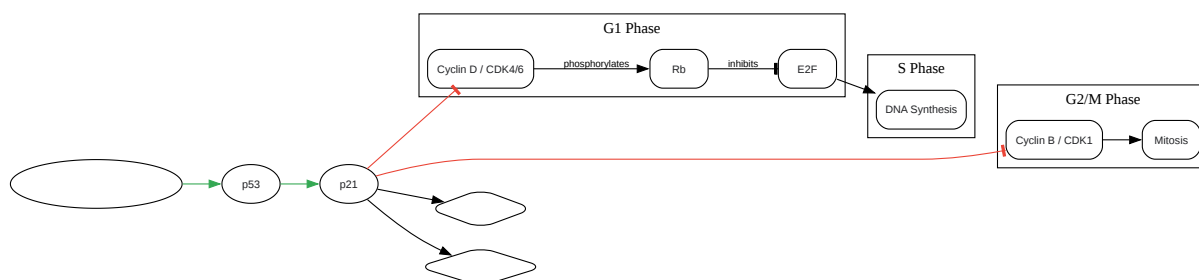 G1 Phase
Cyclin D / CDK4/6
phosphorylates
Rb
inhibits
E2F
S Phase
DNA Synthesis
G2/M Phase
Cyclin B / CDK1
Mitosis
p53
p21